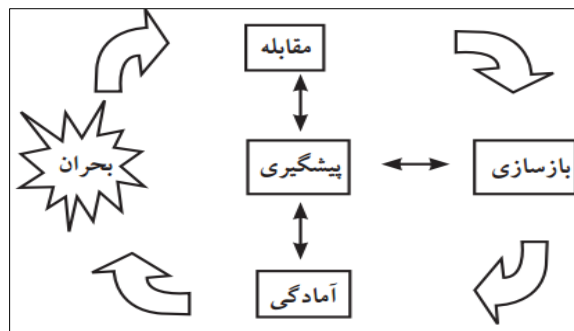 مقابله
بازسازی
پیشگیری
بحران
آمادگی